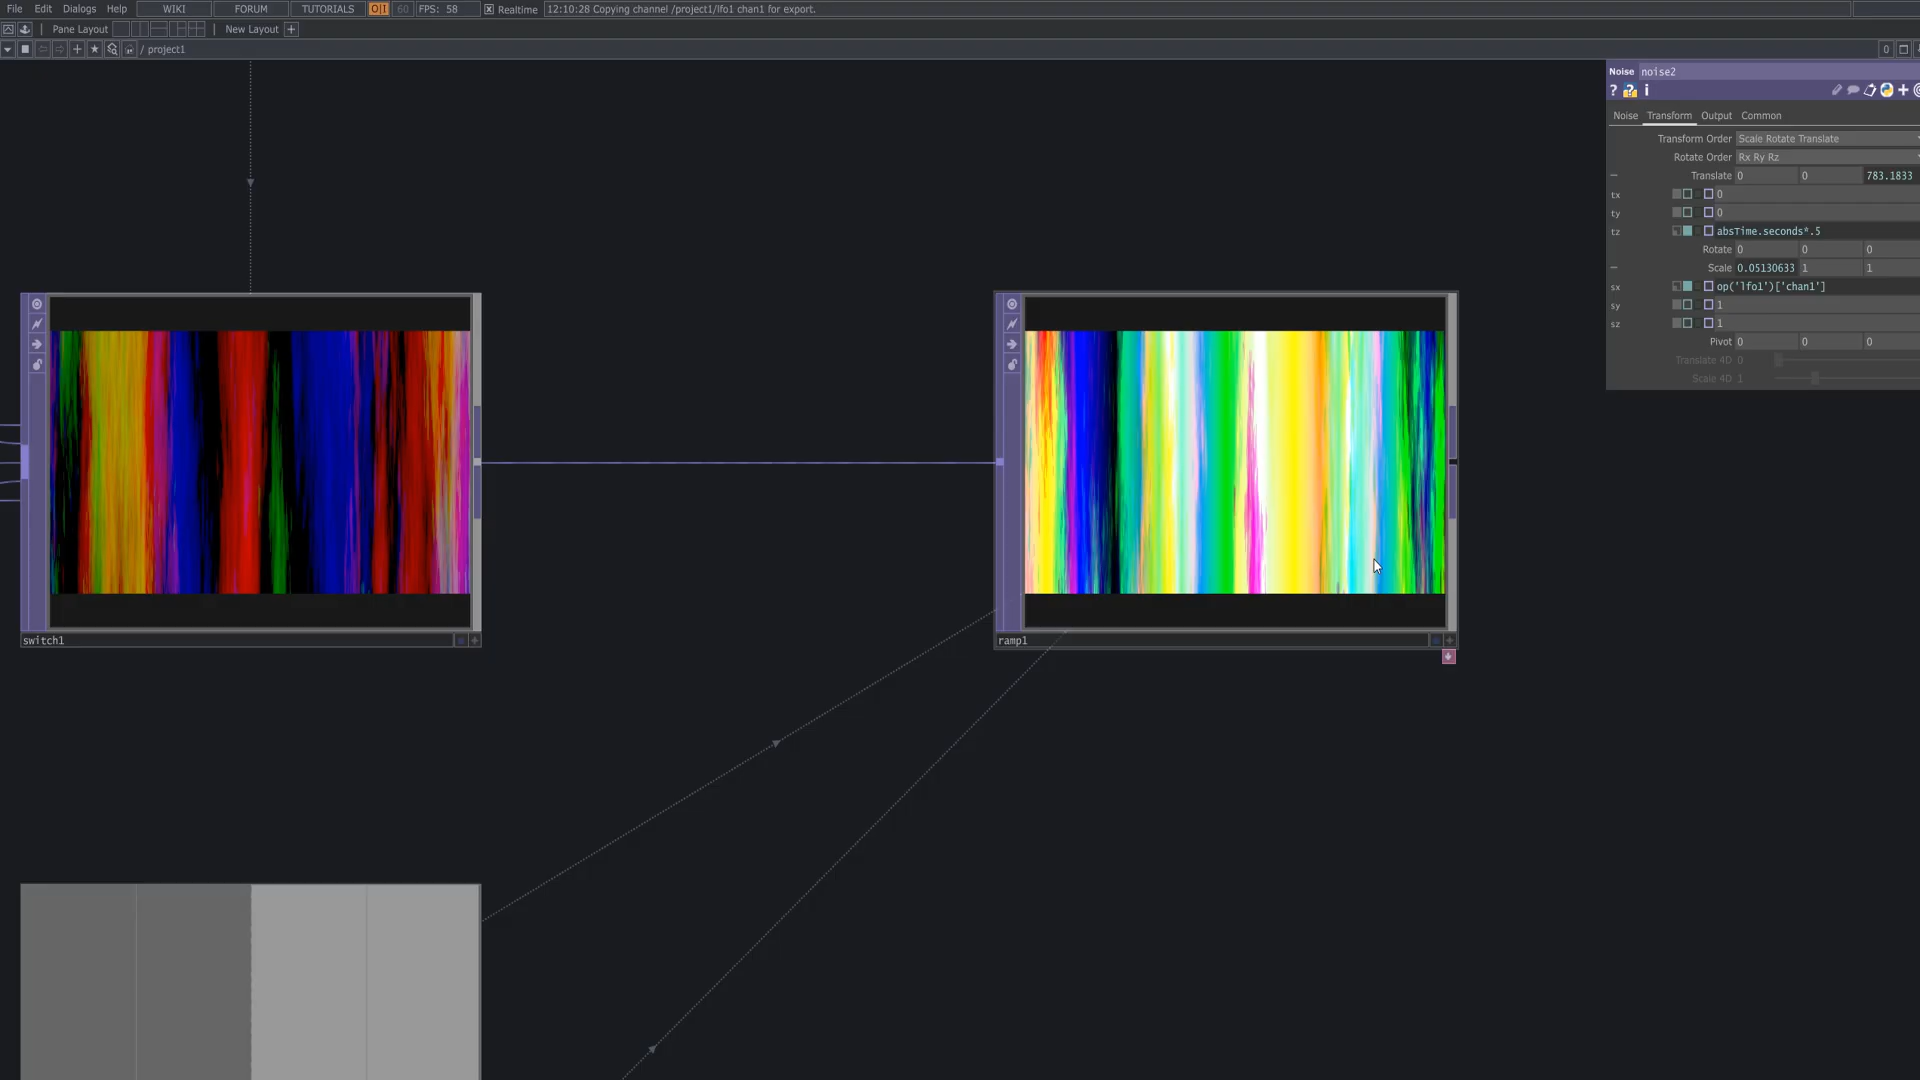 File Edit Dialogs Help WIKI FORUM TUTORIALS O|I 60 FPS: 58 Realtime 12:10:28 Copying channel /project1/lfo1 chan1 for export.
Pane Layout New Layout
/ project1 0
Noise noise2
Noise Transform Output Common
Transform Order Scale Rotate Translate
Rotate Order Rx Ry Rz
Translate 0 0 783.1833
tx 0
ty 0
tz absTime.seconds*.5
Rotate 0 0 0
Scale 0.05130633 1 1
sx op('lfo1')['chan1']
sy 1
sz 1
Pivot 0 0 0
Translate 4D 0
Scale 4D 1
switch1
ramp1